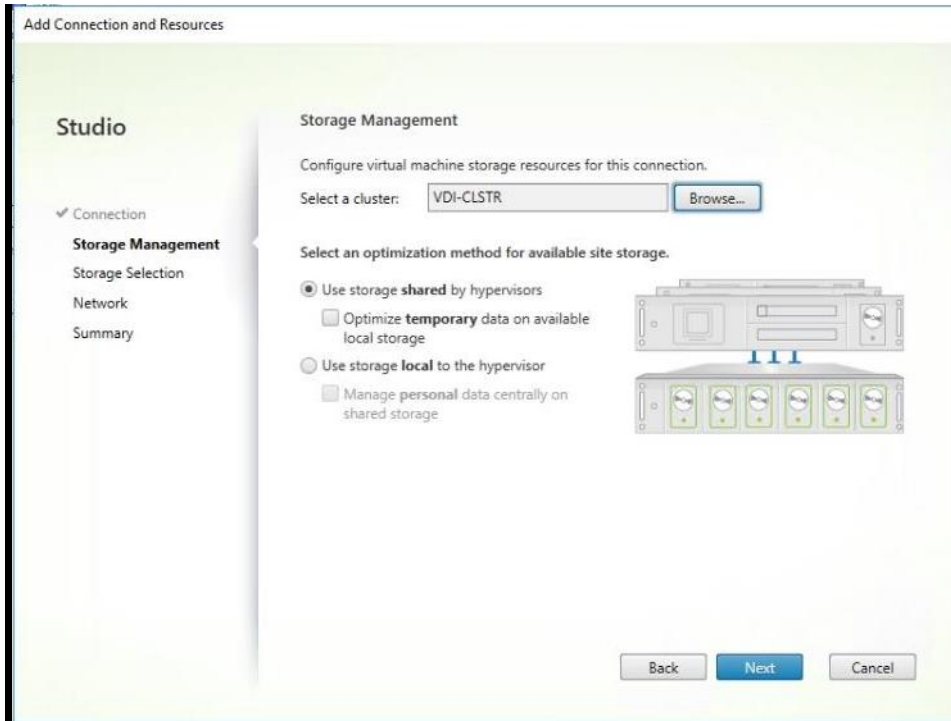 Add Connection and Resources
Studio
Connection
Storage Management
Storage Selection
Network
Summary
Storage Management
Configure virtual machine storage resources for this connection.
Select a cluster: VDI-CLSTR Browse...
Select an optimization method for available site storage.
Use storage shared by hypervisors
Optimize temporary data on available
local storage
Use storage local to the hypervisor
Manage personal data centrally on
shared storage
Back Next Cancel